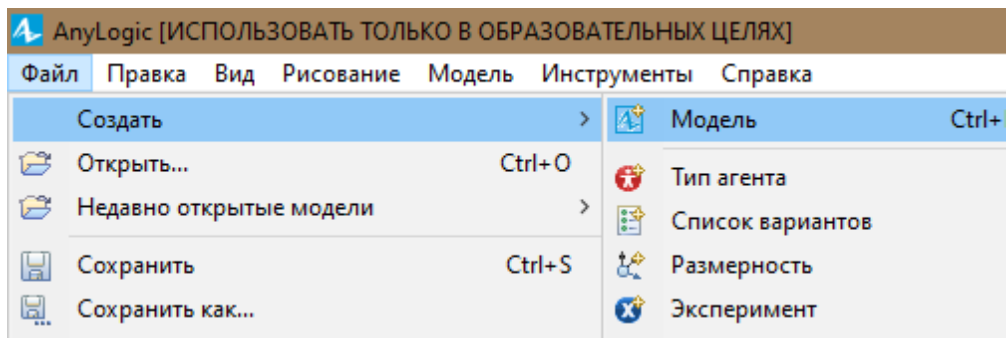 AnyLogic [ИСПОЛЬЗОВАТЬ ТОЛЬКО В ОБРАЗОВАТЕЛЬНЫХ ЦЕЛЯХ]
Файл Правка Вид Рисование Модель Инструменты Справка
Создать > Модель Ctrl+
Открыть... Ctrl+O
Тип агента
Недавно открытые модели >
Список вариантов
Сохранить Ctrl+S
Размерность
Сохранить как...
Эксперимент